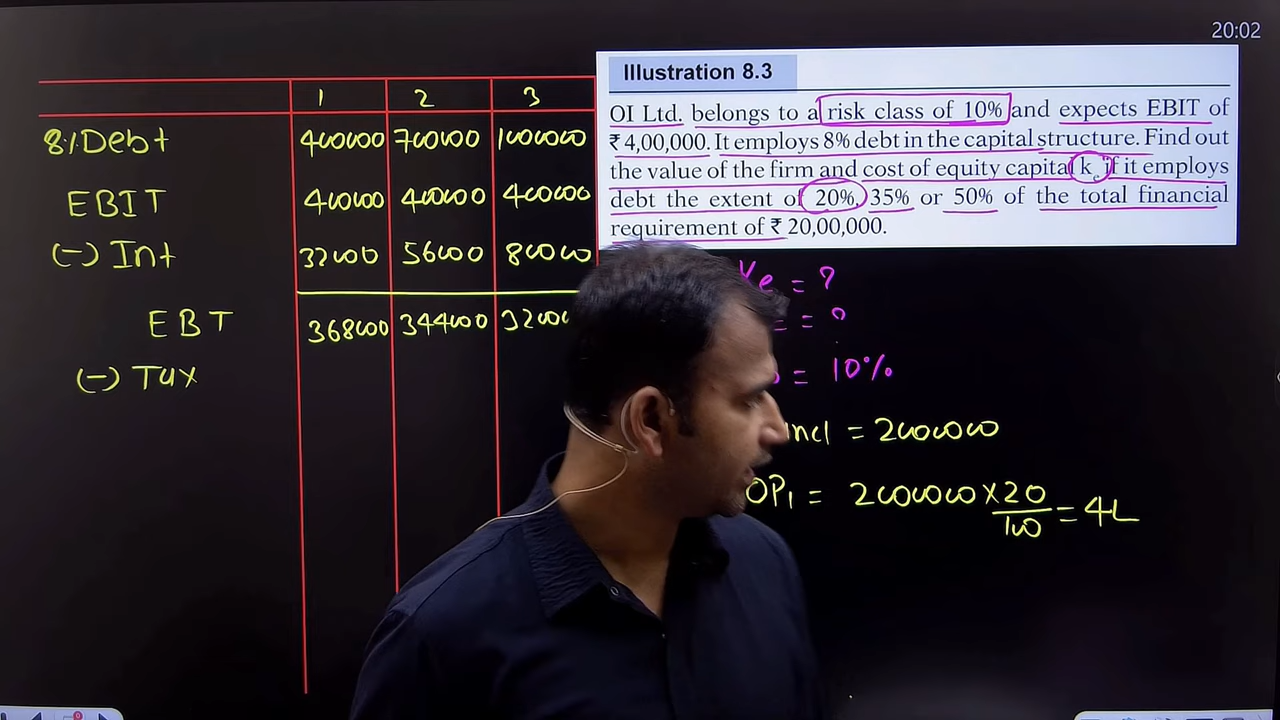 20:02
Illustration 8.3
OI Ltd. belongs to a risk class of 10% and expects EBIT of
₹ 4,00,000. It employs 8% debt in the capital structure. Find out
the value of the firm and cost of equity capital ke if it employs
debt the extent of 20%, 35% or 50% of the total financial
requirement of ₹ 20,00,000.
1 2 3
8% Debt 400000 700000 1000000
EBIT 400000 400000 400000
(-) Int 32000 56000 80000
EBT 368000 344000 32000
(-) Tax
Ke = ?
= ?
= 10%
= 2000000
OP1 = 2000000 × 20
100
= 4L